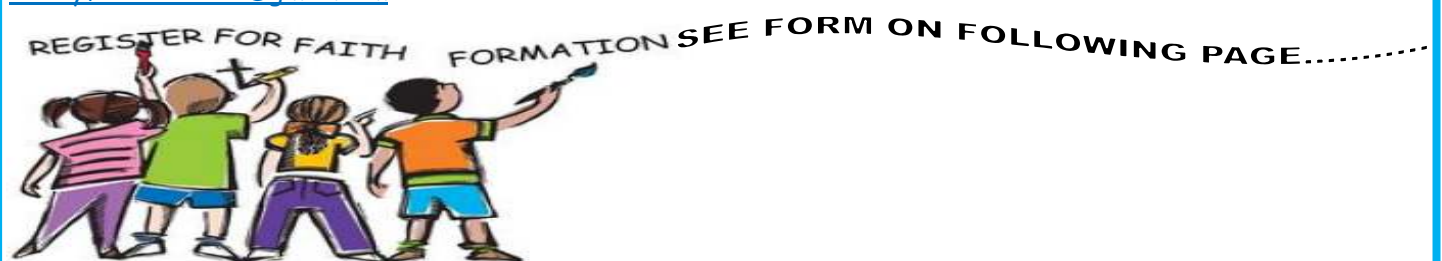 REGISTER FOR FAITH FORMATION SEE FORM ON FOLLOWING PAGE.........